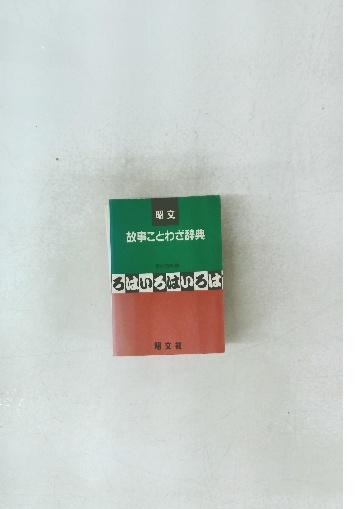 昭文
故事ことわざ辞典
ろはいろはいろば
昭文社